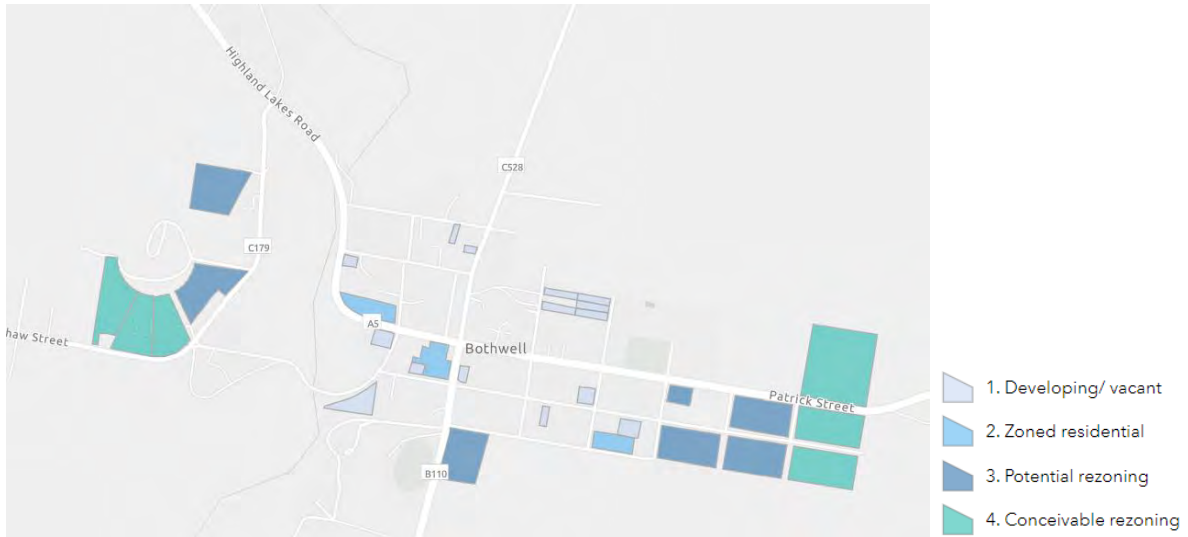 Highland Lakes Road
C528
C179
A5
haw Street
Bothwell
Patrick Street
B110
1. Developing/ vacant
2. Zoned residential
3. Potential rezoning
4. Conceivable rezoning